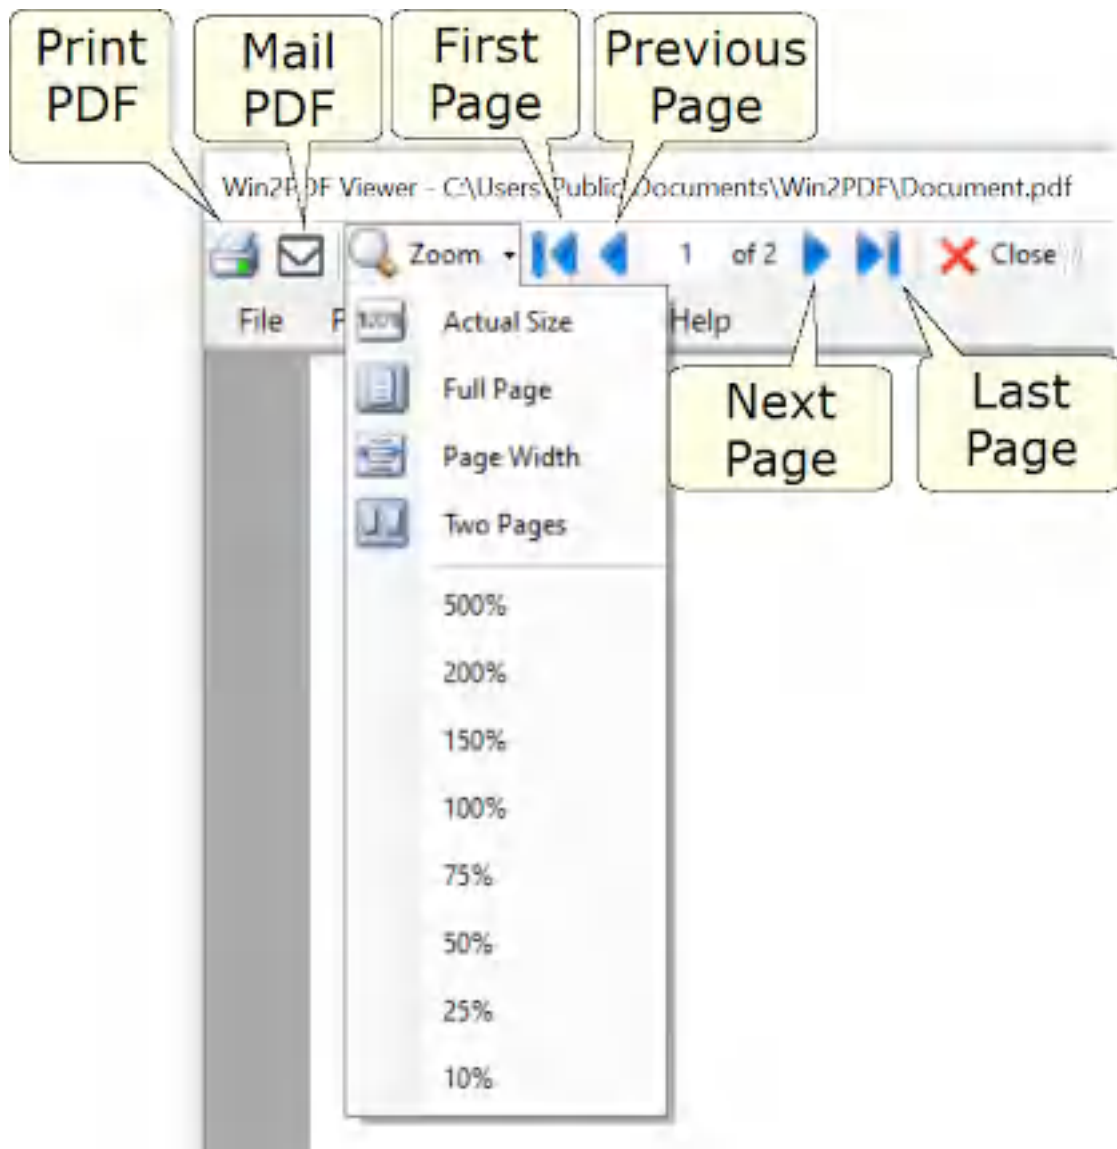 Print
PDF
Mail
PDF
First
Page
Previous
Page
Win2PDF Viewer - C:\Users\Public\Documents\Win2PDF\Document.pdf
Zoom
1 of 2
Close
File
Help
100%
Actual Size
Full Page
Page Width
Two Pages
500%
200%
150%
100%
75%
50%
25%
10%
Next
Page
Last
Page